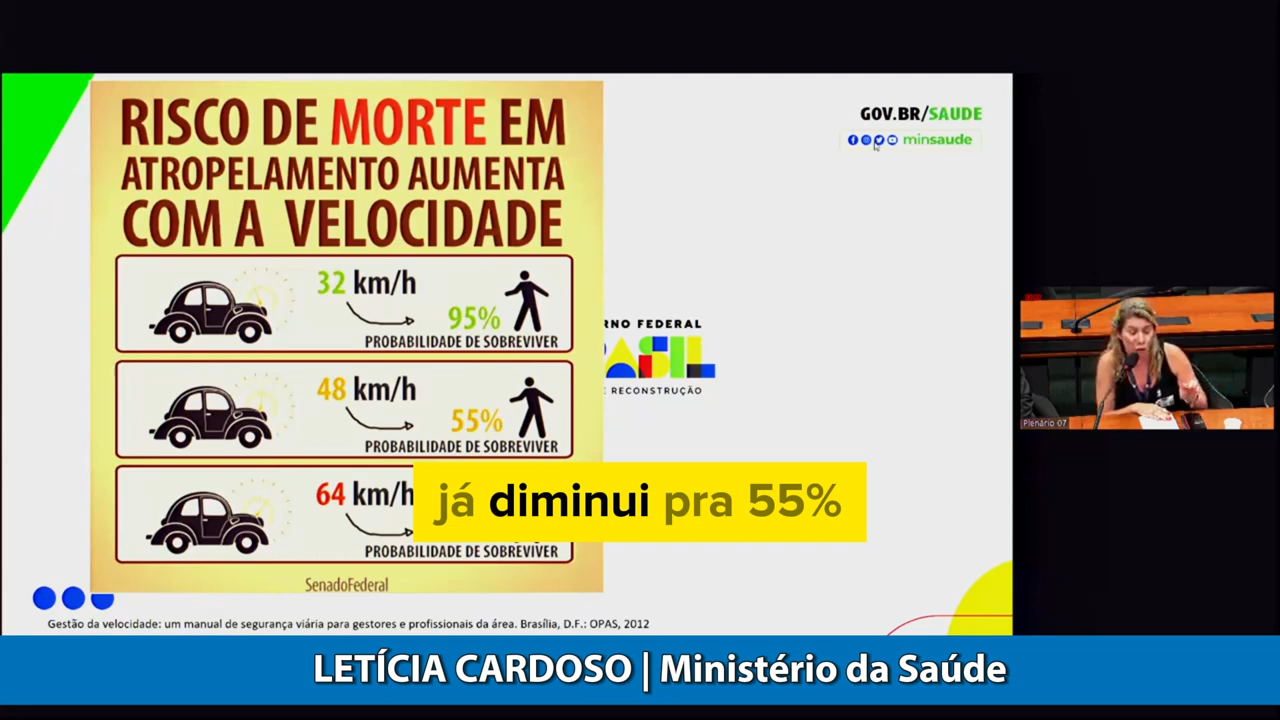 RISCO DE MORTE EM
ATROPELAMENTO AUMENTA
COM A VELOCIDADE
GOV.BR/SAUDE
minsaude
32 km/h
95%
PROBABILIDADE DE SOBREVIVER
RNO FEDERAL
ASIL
E RECONSTRUÇÃO
48 km/h
55%
PROBABILIDADE DE SOBREVIVER
Plenário 07
64 km/h
já diminui pra 55%
PROBABILIDADE DE SOBREVIVER
SenadoFederal
Gestão da velocidade: um manual de segurança viária para gestores e profissionais da área. Brasília, D.F.: OPAS, 2012
LETÍCIA CARDOSO | Ministério da Saúde